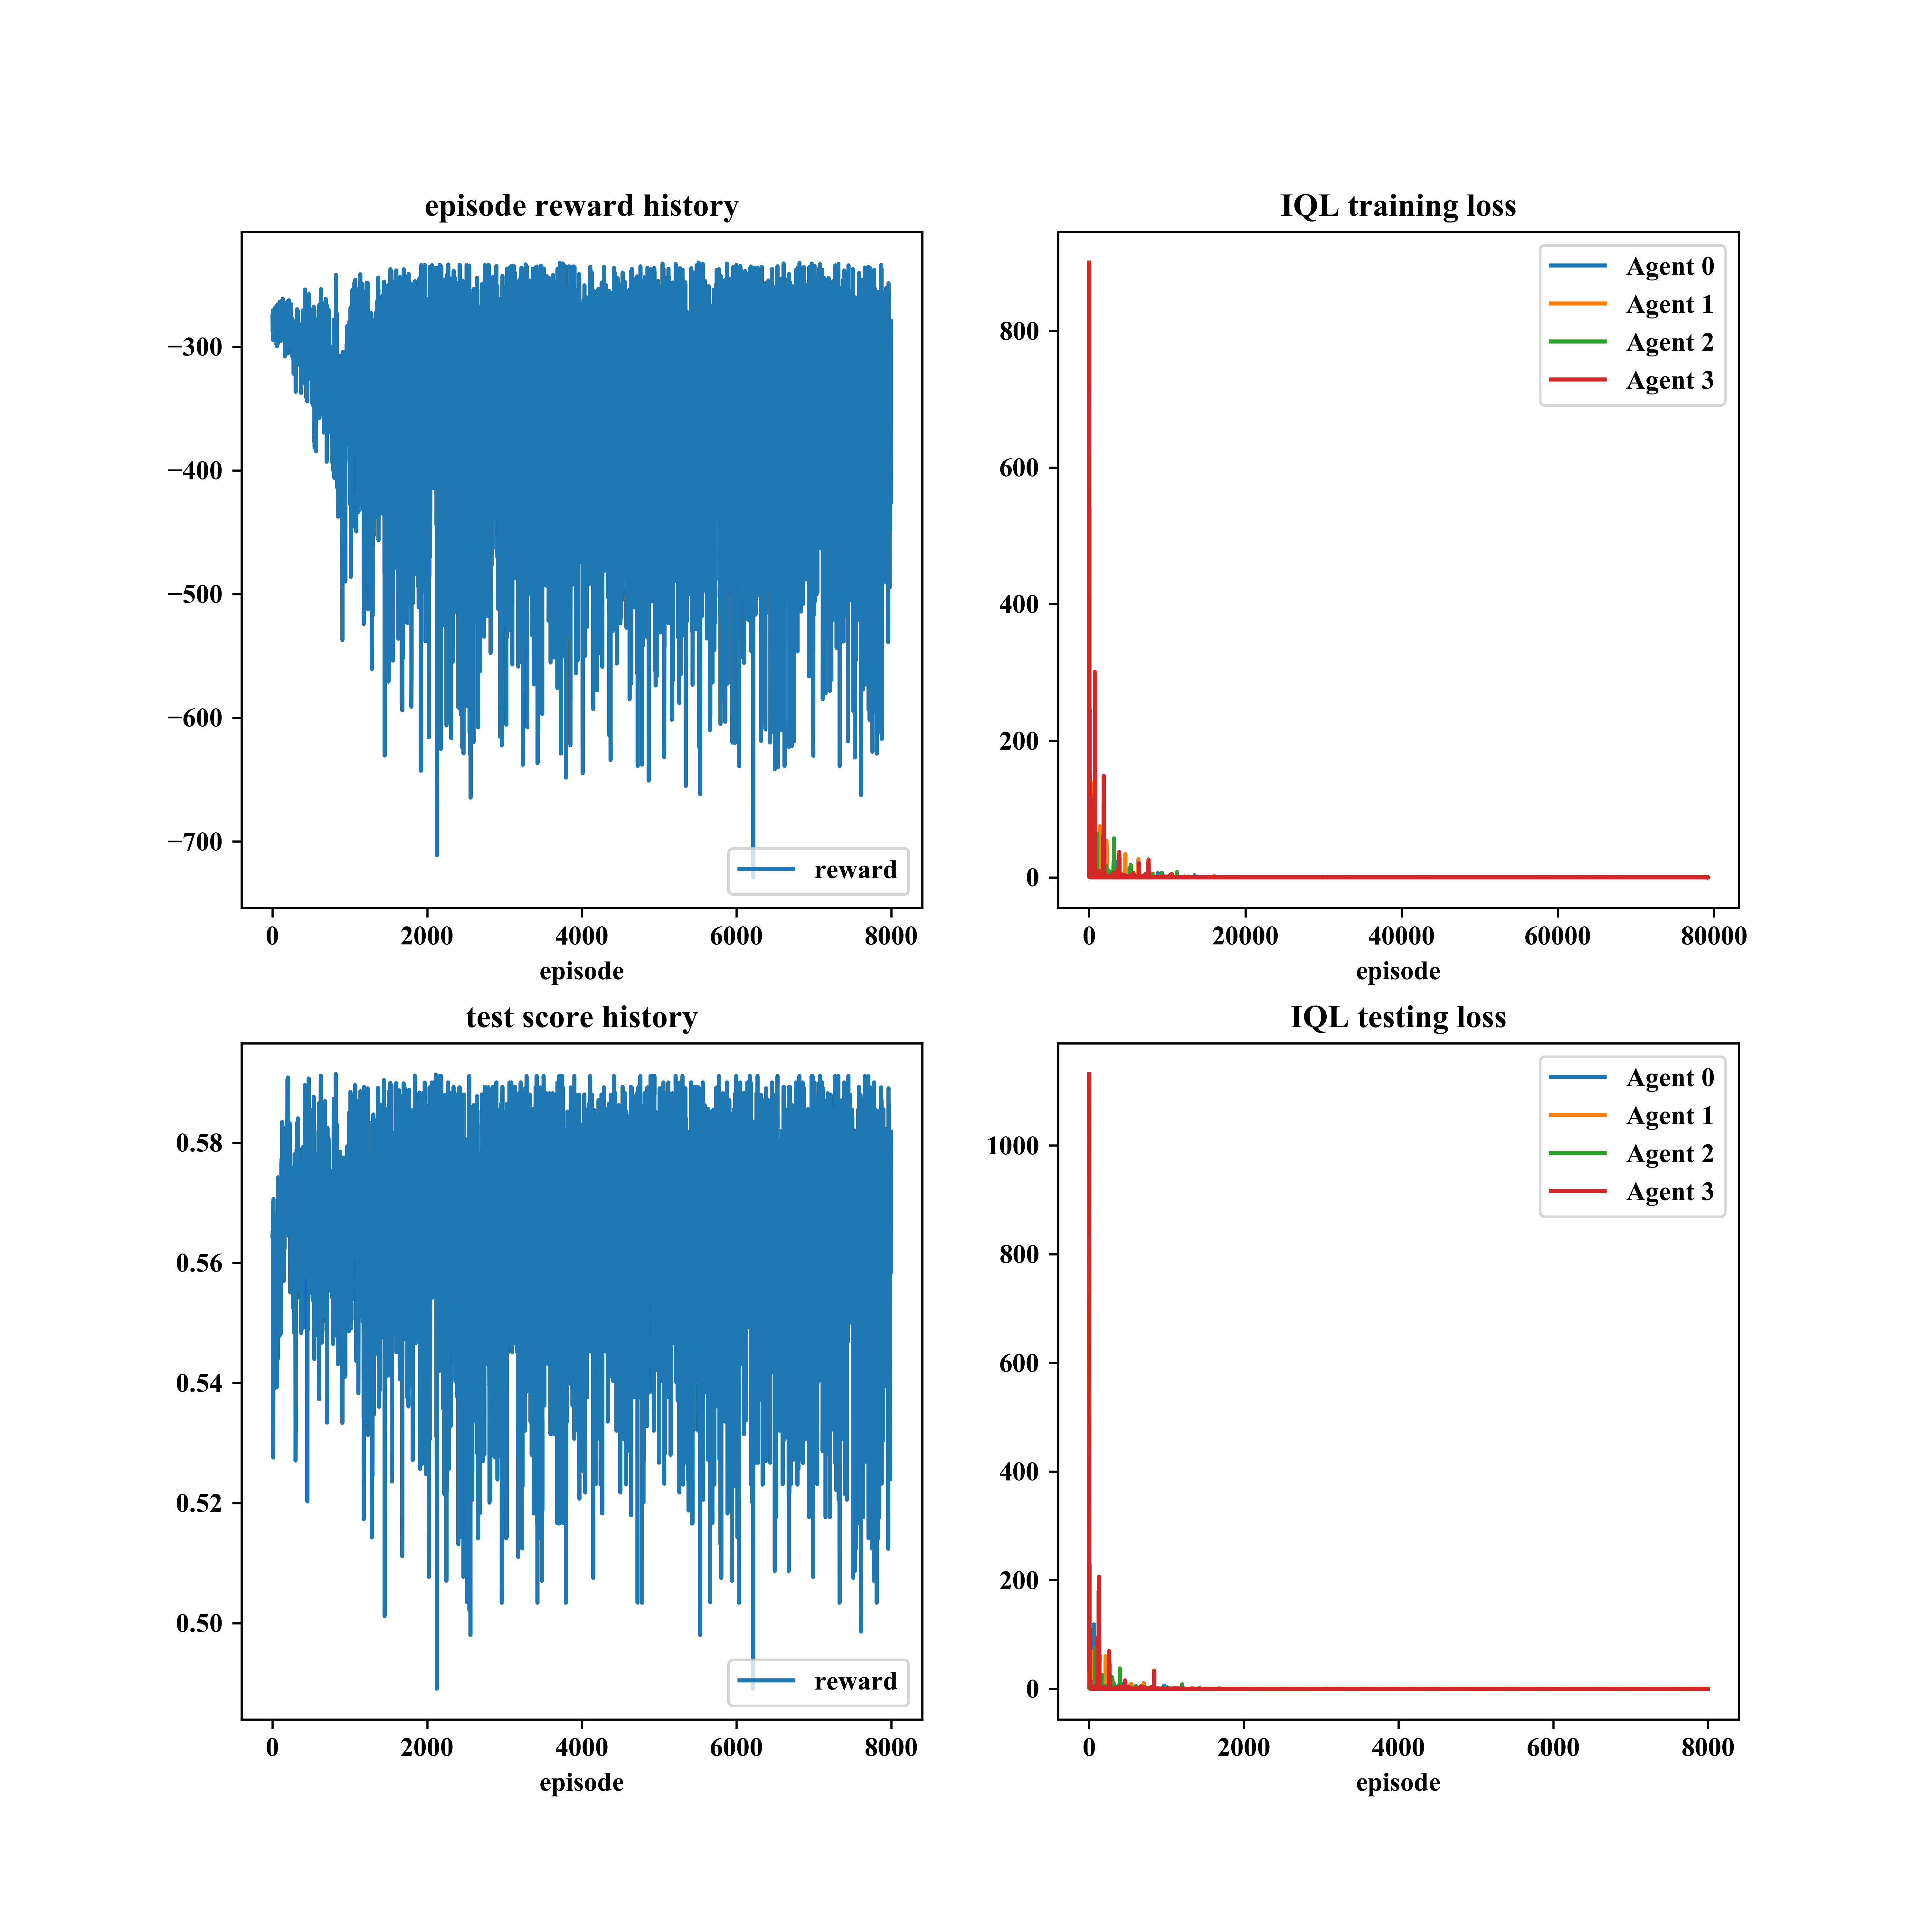 episode reward history
−300
−400
−500
−600
−700
reward
0 2000 4000 6000 8000
episode
IQL training loss
Agent 0
Agent 1
Agent 2
Agent 3
800
600
400
200
0
0 20000 40000 60000 80000
episode
test score history
0.58
0.56
0.54
0.52
0.50
reward
0 2000 4000 6000 8000
episode
IQL testing loss
Agent 0
Agent 1
Agent 2
Agent 3
1000
800
600
400
200
0
0 2000 4000 6000 8000
episode